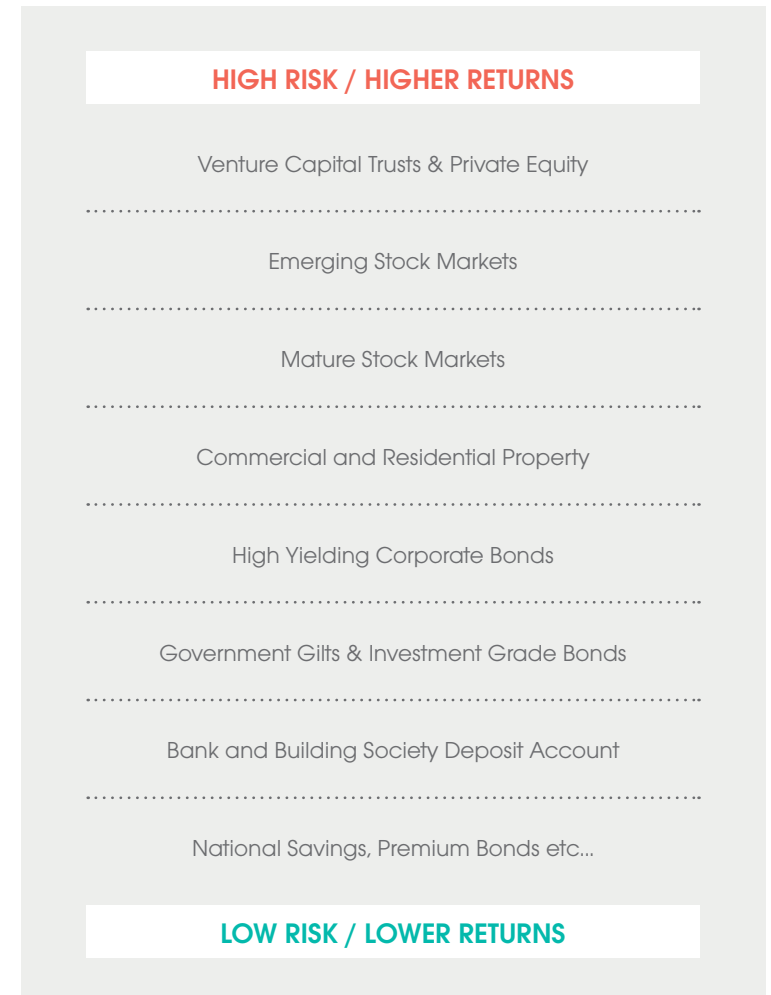 HIGH RISK / HIGHER RETURNS
Venture Capital Trusts & Private Equity
Emerging Stock Markets
Mature Stock Markets
Commercial and Residential Property
High Yielding Corporate Bonds
Government Gilts & Investment Grade Bonds
Bank and Building Society Deposit Account
National Savings, Premium Bonds etc...
LOW RISK / LOWER RETURNS